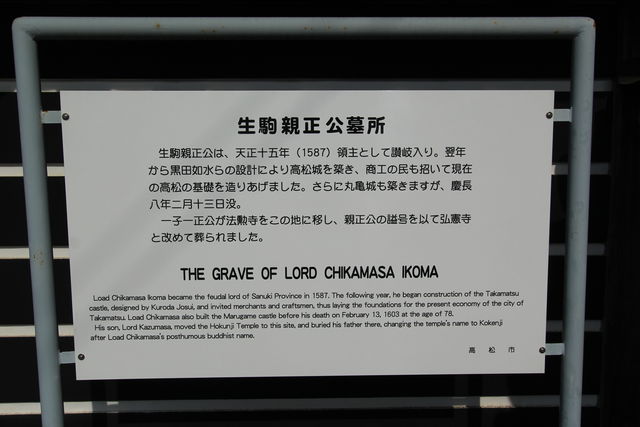 生駒親正公墓所
生駒親正公は、天正十五年（1587）領主として讃岐入り。翌年
から黒田如水らの設計により高松城を築き、商工の民も招いて現在
の高松の基礎を造りあげました。さらに丸亀城も築きますが、慶長
八年二月十三日没。
一子一正公が法勲寺をこの地に移し、親正公の諡号を以て弘憲寺
と改めて葬られました。
THE GRAVE OF LORD CHIKAMASA IKOMA
Load Chikamasa Ikoma became the feudal lord of Sanuki Province in 1587. The following year, he began construction of the Takamatsu
castle, designed by Kuroda Josui, and invited merchants and craftsmen, thus laying the foundations for the present economy of the city of
Takamatsu. Load Chikamasa also built the Marugame castle before his death on February 13, 1603 at the age of 78.
His son, Lord Kazumasa, moved the Hokunji Temple to this site, and buried his father there, changing the temple's name to Kokenji
after Load Chikamasa's posthumous buddhist name.
高松市